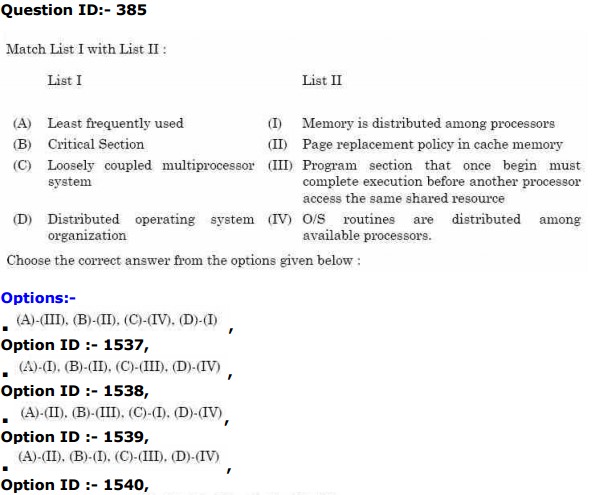 Question ID:- 385
Match List I with List II :
List I List II
(A) Least frequently used (I) Memory is distributed among processors
(B) Critical Section (II) Page replacement policy in cache memory
(C) Loosely coupled multiprocessor (III) Program section that once begin must
system complete execution before another processor
access the same shared resource
(D) Distributed operating system (IV) O/S routines are distributed among
organization available processors.
Choose the correct answer from the options given below :
Options:-
(A)-(III), (B)-(II), (C)-(IV), (D)-(I) ,
Option ID :- 1537,
(A)-(I), (B)-(II), (C)-(III), (D)-(IV) ,
Option ID :- 1538,
(A)-(II), (B)-(III), (C)-(I), (D)-(IV) ,
Option ID :- 1539,
(A)-(II), (B)-(I), (C)-(III), (D)-(IV) ,
Option ID :- 1540,